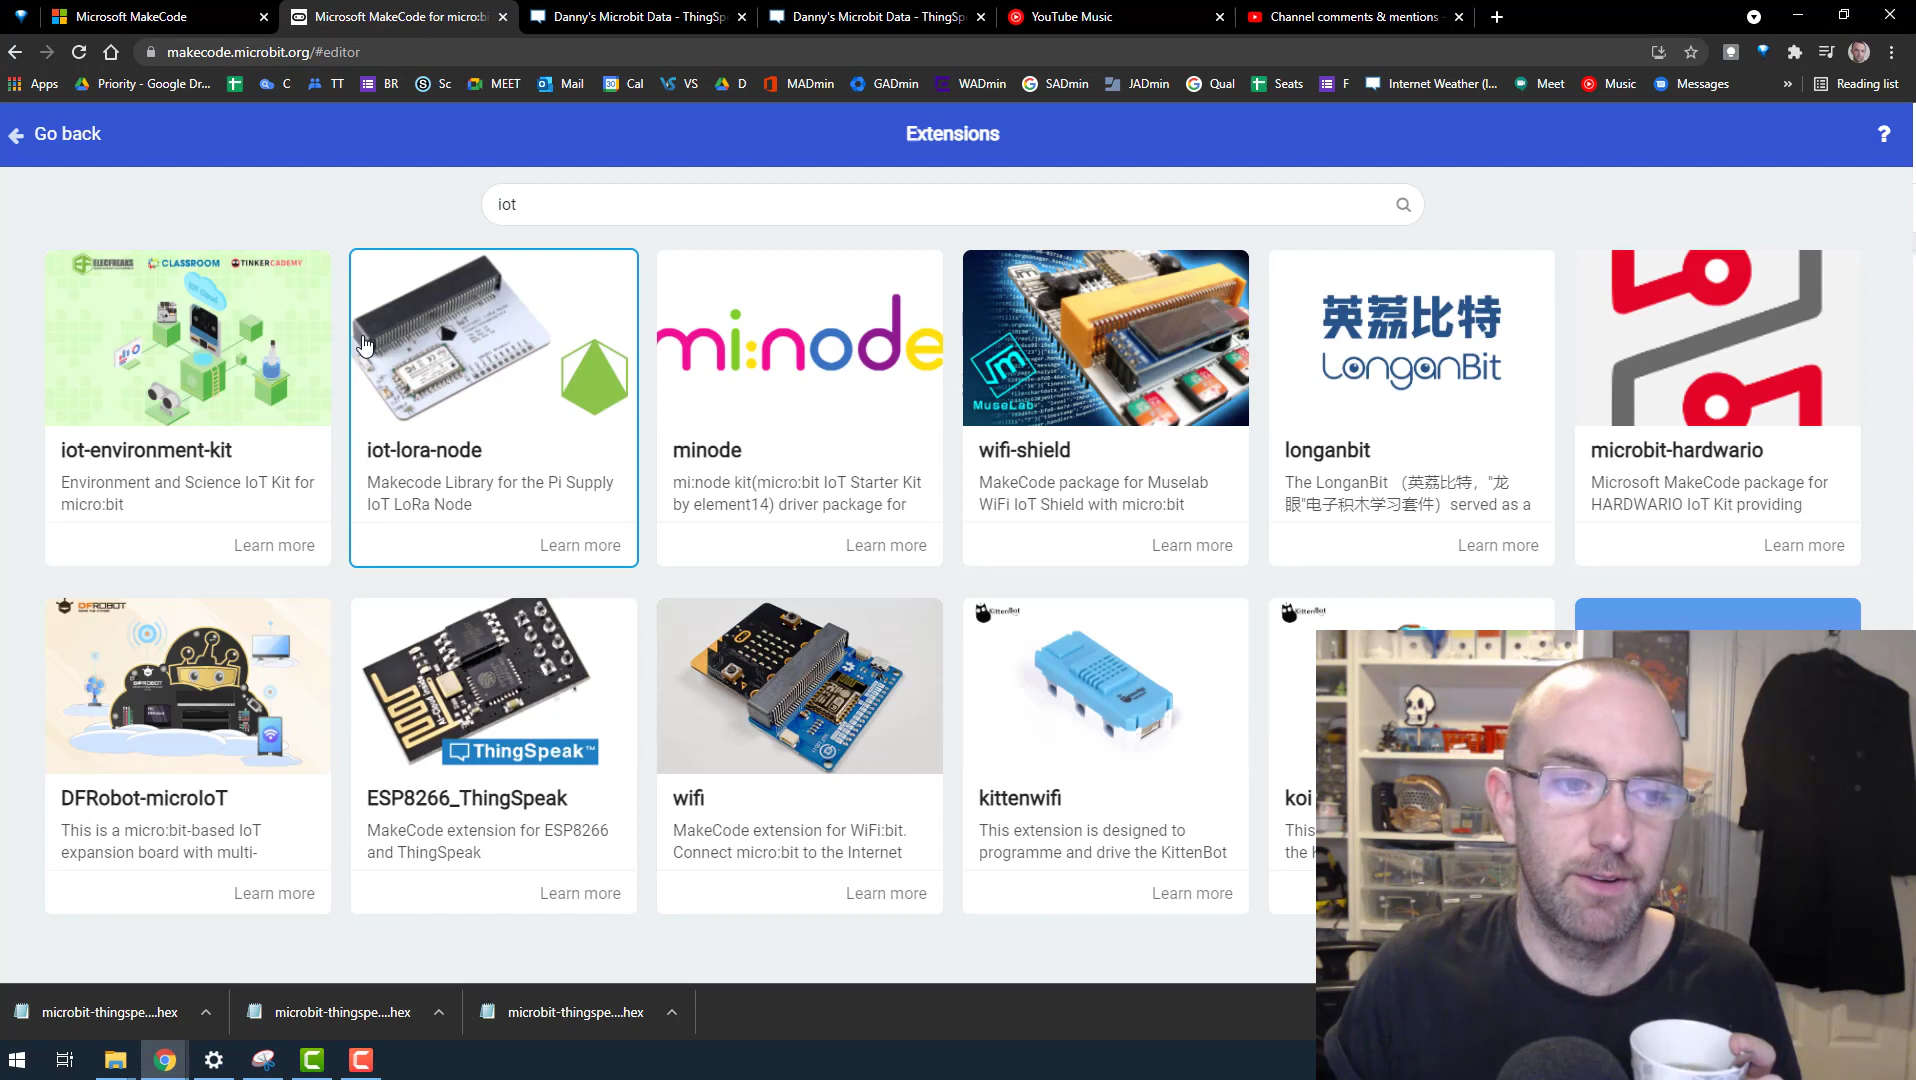 Microsoft MakeCode
Microsoft MakeCode for micro:bi
Danny's Microbit Data - ThingSp
Danny's Microbit Data - ThingSp
YouTube Music
Channel comments & mentions -
makecode.microbit.org/#editor
Apps
Priority - Google Dr...
C
TT
BR
Sc
MEET
Mail
Cal
VS
D
MAdmin
GAdmin
WAdmin
SAdmin
JAdmin
Qual
Seats
F
Internet Weather (I...
Meet
Music
Messages
»
Reading list
Go back
Extensions
?
iot
ELECFREAKS
CLASSROOM
TINKERCADEMY
IOT Cloud
iot-environment-kit
Environment and Science IoT Kit for
micro:bit
Learn more
iot-lora-node
Makecode Library for the Pi Supply
IoT LoRa Node
Learn more
mi:node
minode
mi:node kit(micro:bit IoT Starter Kit
by element14) driver package for
Learn more
MuseLab
wifi-shield
MakeCode package for Muselab
WiFi IoT Shield with micro:bit
Learn more
英荔比特
LonganBit
longanbit
The LonganBit （英荔比特，"龙
眼"电子积木学习套件）served as a
Learn more
microbit-hardwario
Microsoft MakeCode package for
HARDWARIO IoT Kit providing
Learn more
DFROBOT
DFRobot-microIoT
This is a micro:bit-based IoT
expansion board with multi-
Learn more
ThingSpeak™
ESP8266_ThingSpeak
MakeCode extension for ESP8266
and ThingSpeak
Learn more
wifi
MakeCode extension for WiFi:bit.
Connect micro:bit to the Internet
Learn more
KittenBot
kittenwifi
This extension is designed to
programme and drive the KittenBot
Learn more
KittenBot
koi
This
the K
microbit-thingspe....hex
microbit-thingspe....hex
microbit-thingspe....hex